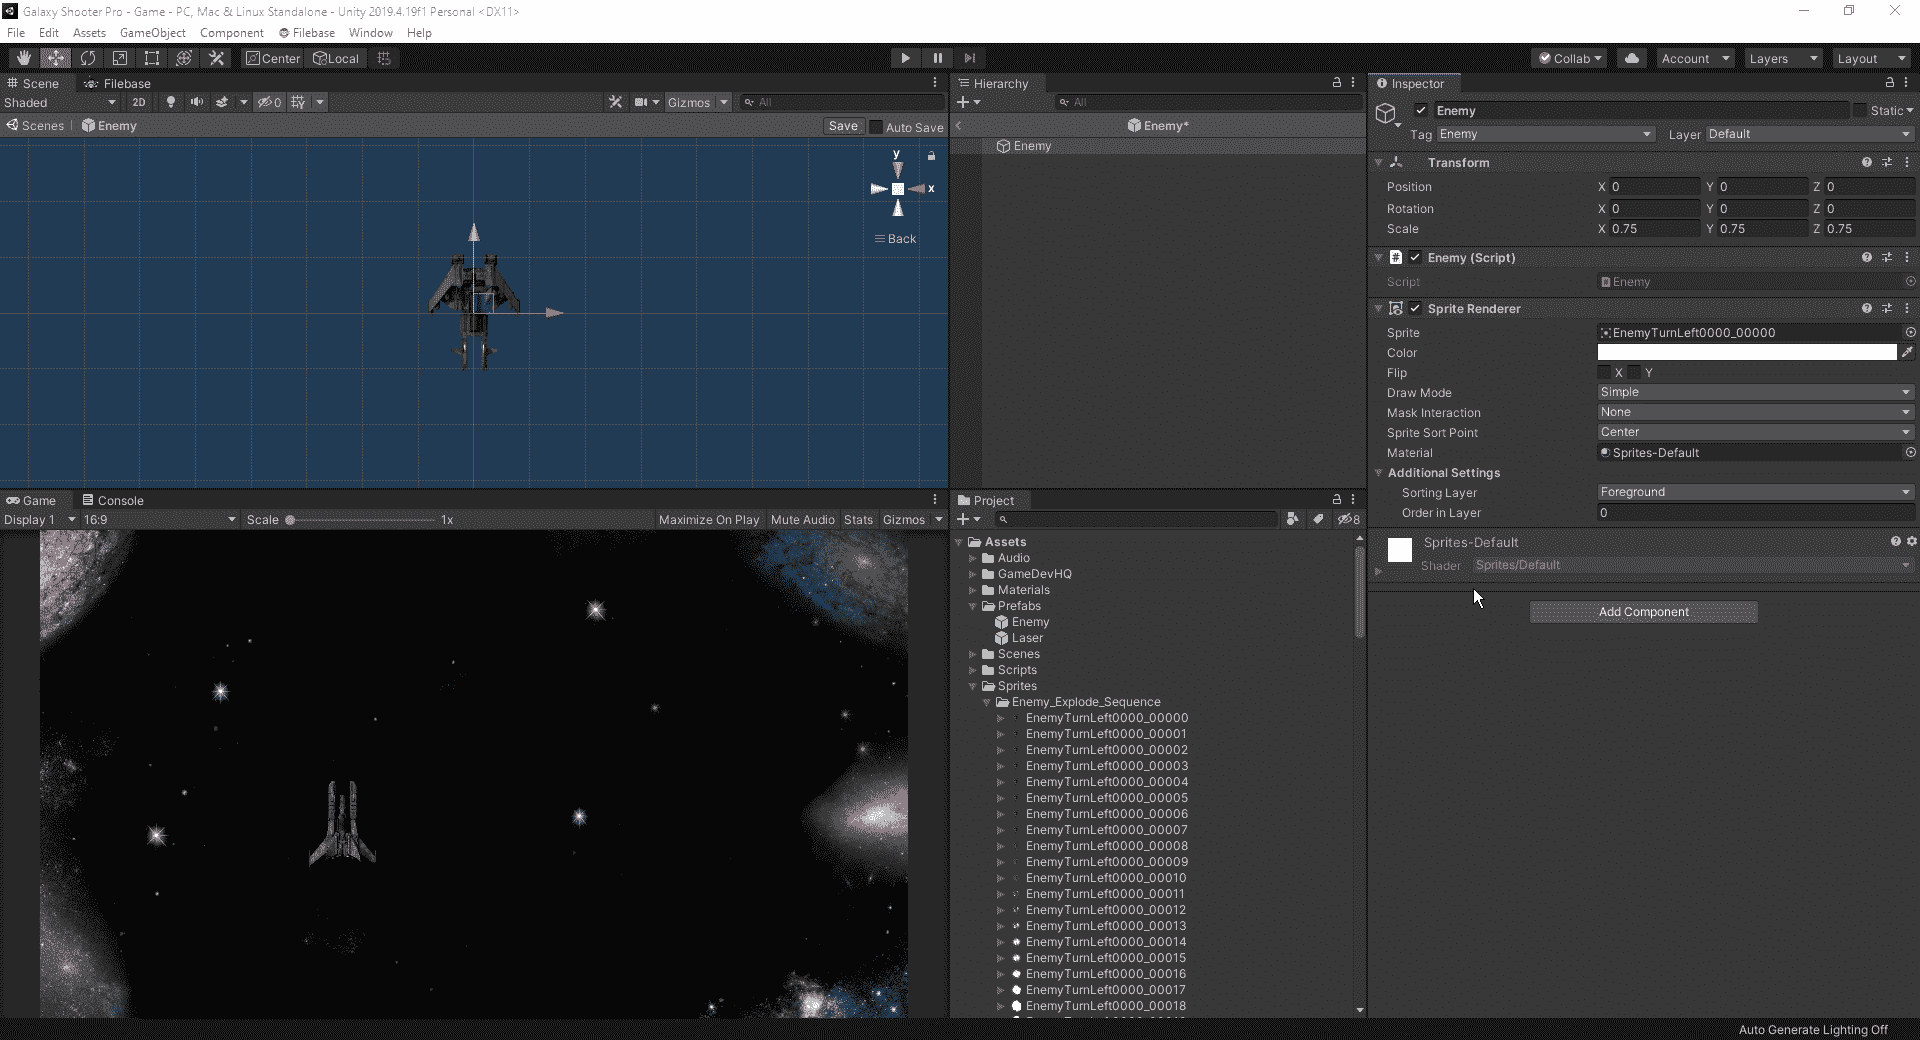 Galaxy Shooter Pro - Game - PC, Mac & Linux Standalone - Unity 2019.4.19f1 Personal <DX11>
File Edit Assets GameObject Component Filebase Window Help
Center Local Collab Account Layers Layout
Scene Filebase
Shaded 2D 0 Gizmos All
Scenes Enemy Save Auto Save
y
x
Back
Game Console
Display 1 16:9 Scale 1x Maximize On Play Mute Audio Stats Gizmos
Hierarchy
All
Enemy*
Enemy
Project
8
Assets
Audio
GameDevHQ
Materials
Prefabs
Enemy
Laser
Scenes
Scripts
Sprites
Enemy_Explode_Sequence
EnemyTurnLeft0000_00000
EnemyTurnLeft0000_00001
EnemyTurnLeft0000_00002
EnemyTurnLeft0000_00003
EnemyTurnLeft0000_00004
EnemyTurnLeft0000_00005
EnemyTurnLeft0000_00006
EnemyTurnLeft0000_00007
EnemyTurnLeft0000_00008
EnemyTurnLeft0000_00009
EnemyTurnLeft0000_00010
EnemyTurnLeft0000_00011
EnemyTurnLeft0000_00012
EnemyTurnLeft0000_00013
EnemyTurnLeft0000_00014
EnemyTurnLeft0000_00015
EnemyTurnLeft0000_00016
EnemyTurnLeft0000_00017
EnemyTurnLeft0000_00018
Inspector
Enemy Static
Tag Enemy Layer Default
Transform
Position X 0 Y 0 Z 0
Rotation X 0 Y 0 Z 0
Scale X 0.75 Y 0.75 Z 0.75
# Enemy (Script)
Script Enemy
Sprite Renderer
Sprite EnemyTurnLeft0000_00000
Color
Flip X Y
Draw Mode Simple
Mask Interaction None
Sprite Sort Point Center
Material Sprites-Default
Additional Settings
Sorting Layer Foreground
Order in Layer 0
Sprites-Default
Shader Sprites/Default
Add Component
Auto Generate Lighting Off